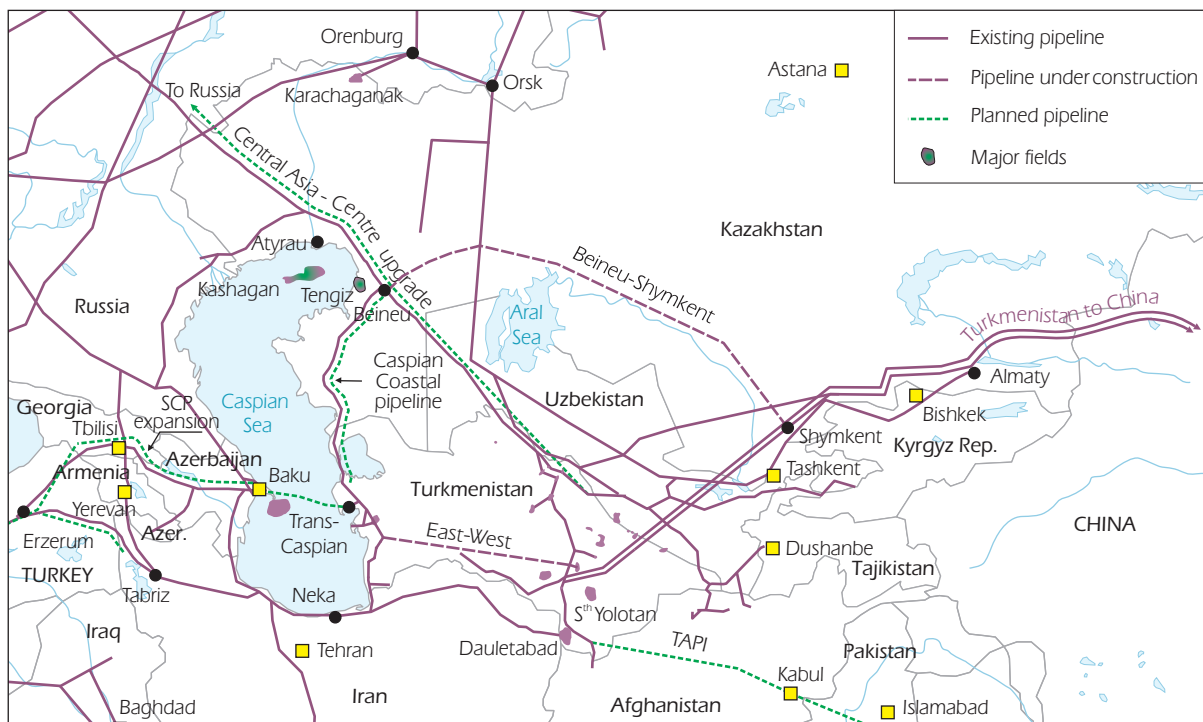 Existing pipeline
Pipeline under construction
Planned pipeline
Major fields
Orenburg
Astana
Orsk
Karachaganak
To Russia
Central Asia - Centre upgrade
Kazakhstan
Atyrau
Beineu-Shymkent
Kashagan
Tengiz
Russia
Beineu
Aral
Sea
Turkmenistan to China
Caspian
Coastal
pipeline
Almaty
Uzbekistan
Bishkek
Georgia
SCP
expansion
Caspian
Sea
Tbilisi
Shymkent
Kyrgyz Rep.
Armenia
Azerbaijan
Baku
Tashkent
Turkmenistan
Yerevan
Azer.
Trans-
Caspian
East-West
CHINA
Erzerum
Dushanbe
TURKEY
Tajikistan
Tabriz
Neka
Sth Yolotan
Iraq
Tehran
Dauletabad
TAPI
Pakistan
Kabul
Iran
Afghanistan
Islamabad
Baghdad